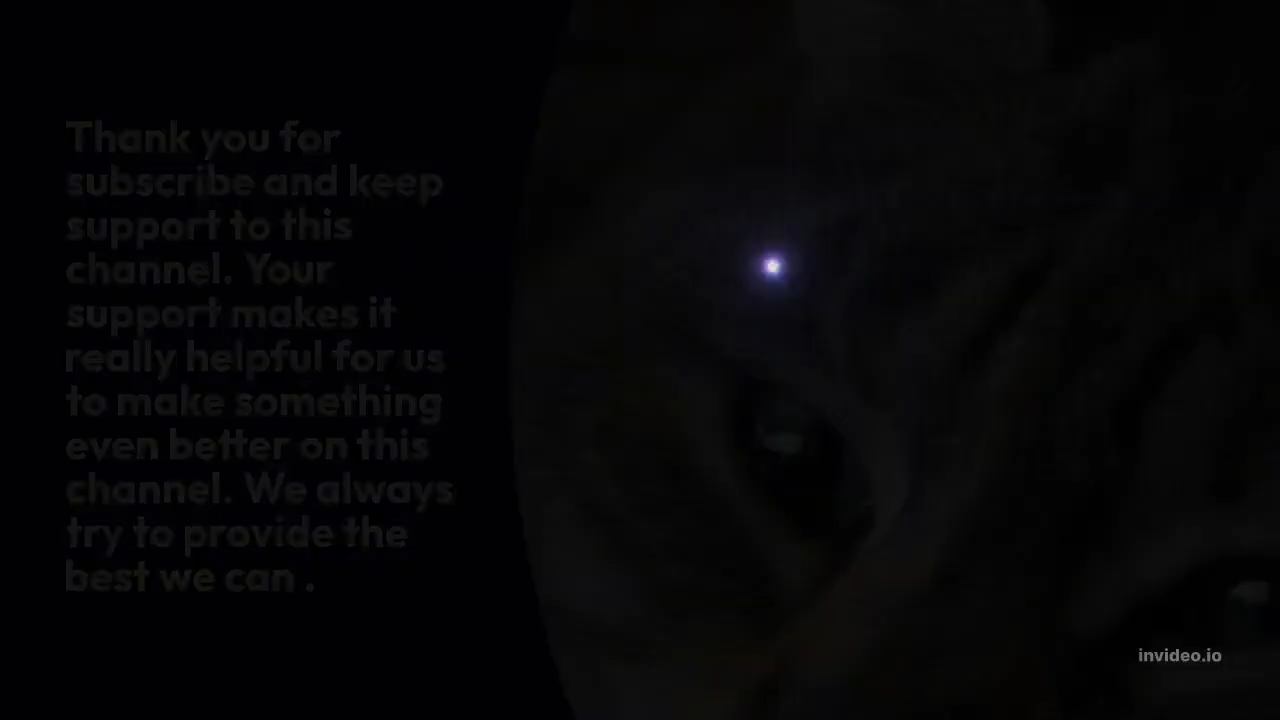 Thank you for
subscribe and keep
support to this
channel. Your
support makes it
really helpful for us
to make something
even better on this
channel. We always
try to provide the
best we can .
invideo.io